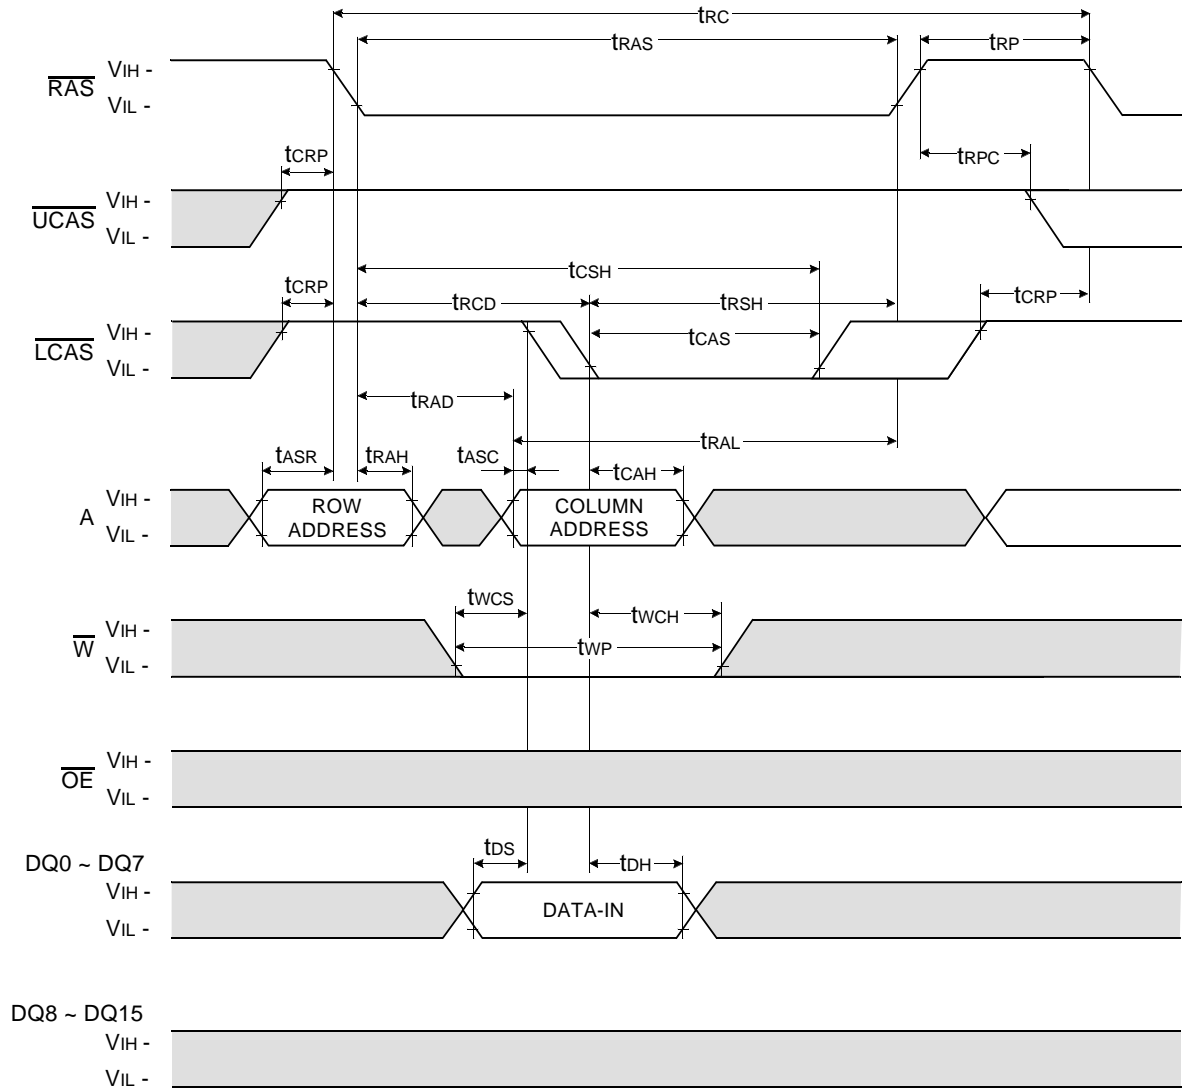 tRC
tRAS
tRP
RAS
VIH -
VIL -
tCRP
tRPC
UCAS
VIH -
VIL -
tCSH
tCRP
tRCD
tRSH
tCRP
LCAS
VIH -
VIL -
tCAS
tRAD
tRAL
tASR
tRAH
tASC
tCAH
A
VIH -
VIL -
ROW
ADDRESS
COLUMN
ADDRESS
tWCS
tWCH
W
VIH -
VIL -
tWP
OE
VIH -
VIL -
tDS
tDH
DQ0 ~ DQ7
VIH -
VIL -
DATA-IN
DQ8 ~ DQ15
VIH -
VIL -